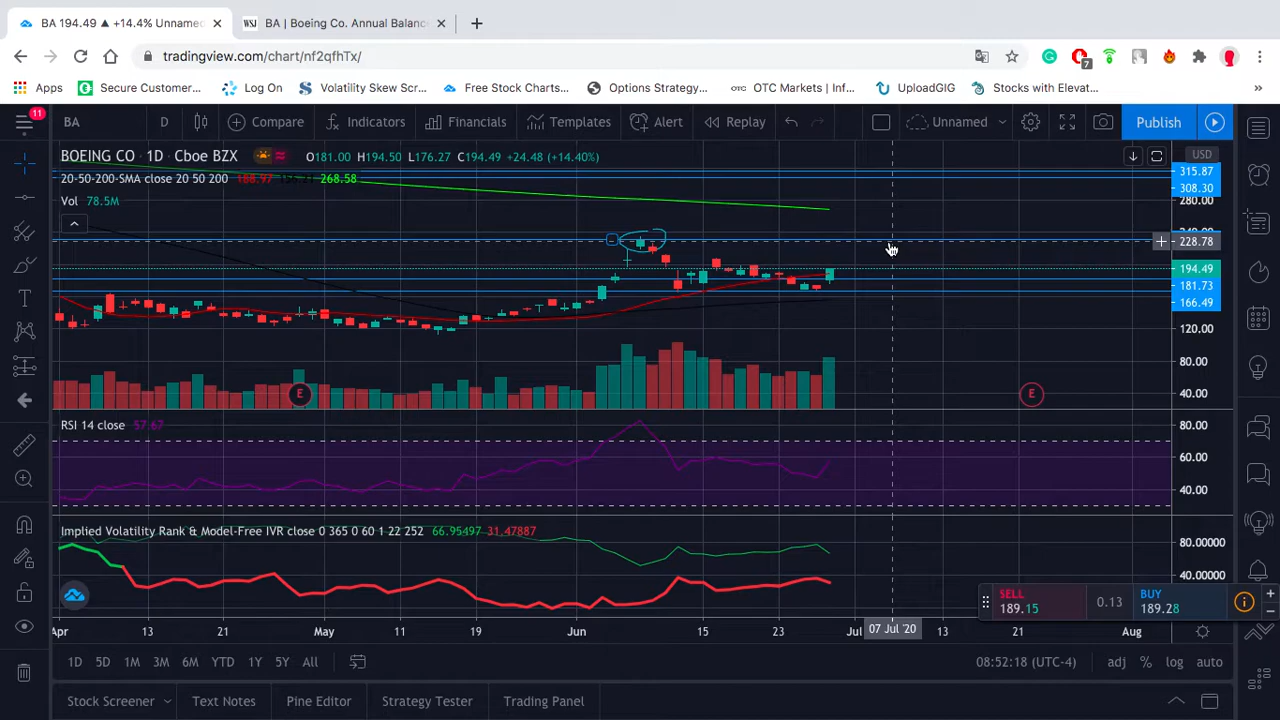 BA 194.49 ▲ +14.4% Unnamed
WSJ BA | Boeing Co. Annual Balanc
tradingview.com/chart/nf2qfhTx/
7
Apps Secure Customer... Log On Volatility Skew Scr... Free Stock Charts... Options Strategy... OTC Markets | Inf... UploadGIG Stocks with Elevat... »
11 BA D Compare Indicators Financials Templates Alert Replay Unnamed Publish
BOEING CO · 1D · Cboe BZX O181.00 H194.50 L176.27 C194.49 +24.48 (+14.40%) USD
20-50-200-SMA close 20 50 200 268.58
Vol 78.5M
315.87
308.30
280.00
228.78
194.49
181.73
166.49
120.00
80.00
40.00
E E
RSI 14 close 57.67
80.00
60.00
40.00
Implied Volatility Rank & Model-Free IVR close 0 365 0 60 1 22 252 66.95497 31.47887
80.00000
40.00000
SELL 189.15 0.13 BUY 189.28
Apr 13 21 May 11 19 Jun 15 23 Jul 07 Jul '20 13 21 Aug
1D 5D 1M 3M 6M YTD 1Y 5Y All 08:52:18 (UTC-4) adj % log auto
Stock Screener Text Notes Pine Editor Strategy Tester Trading Panel